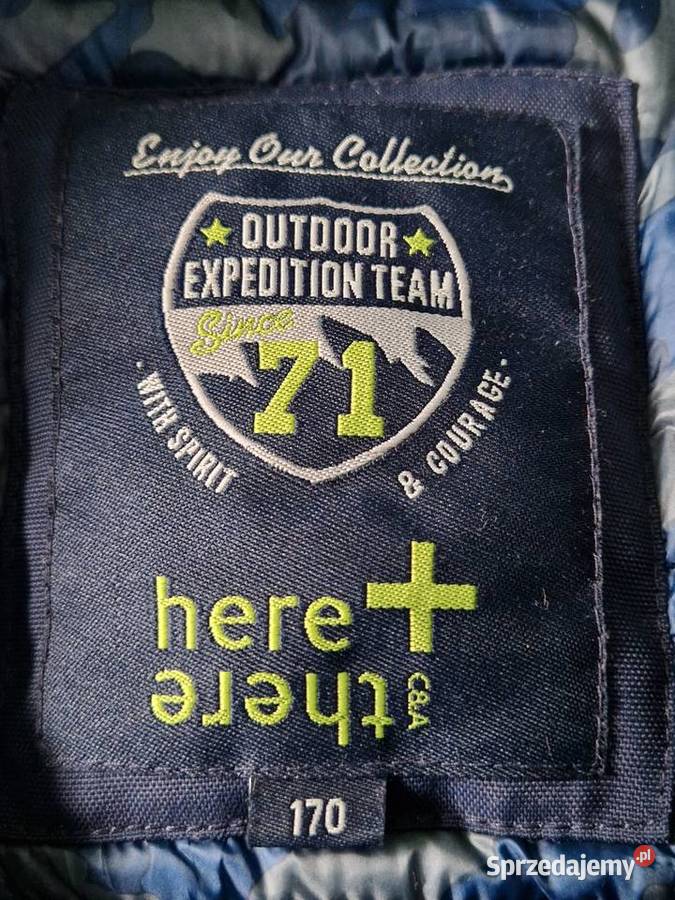 Enjoy Our Collection
OUTDOOR
EXPEDITION TEAM
Since
71
· WITH SPIRIT
& COURAGE ·
here +
there
C&A
170
Sprzedajemy.pl